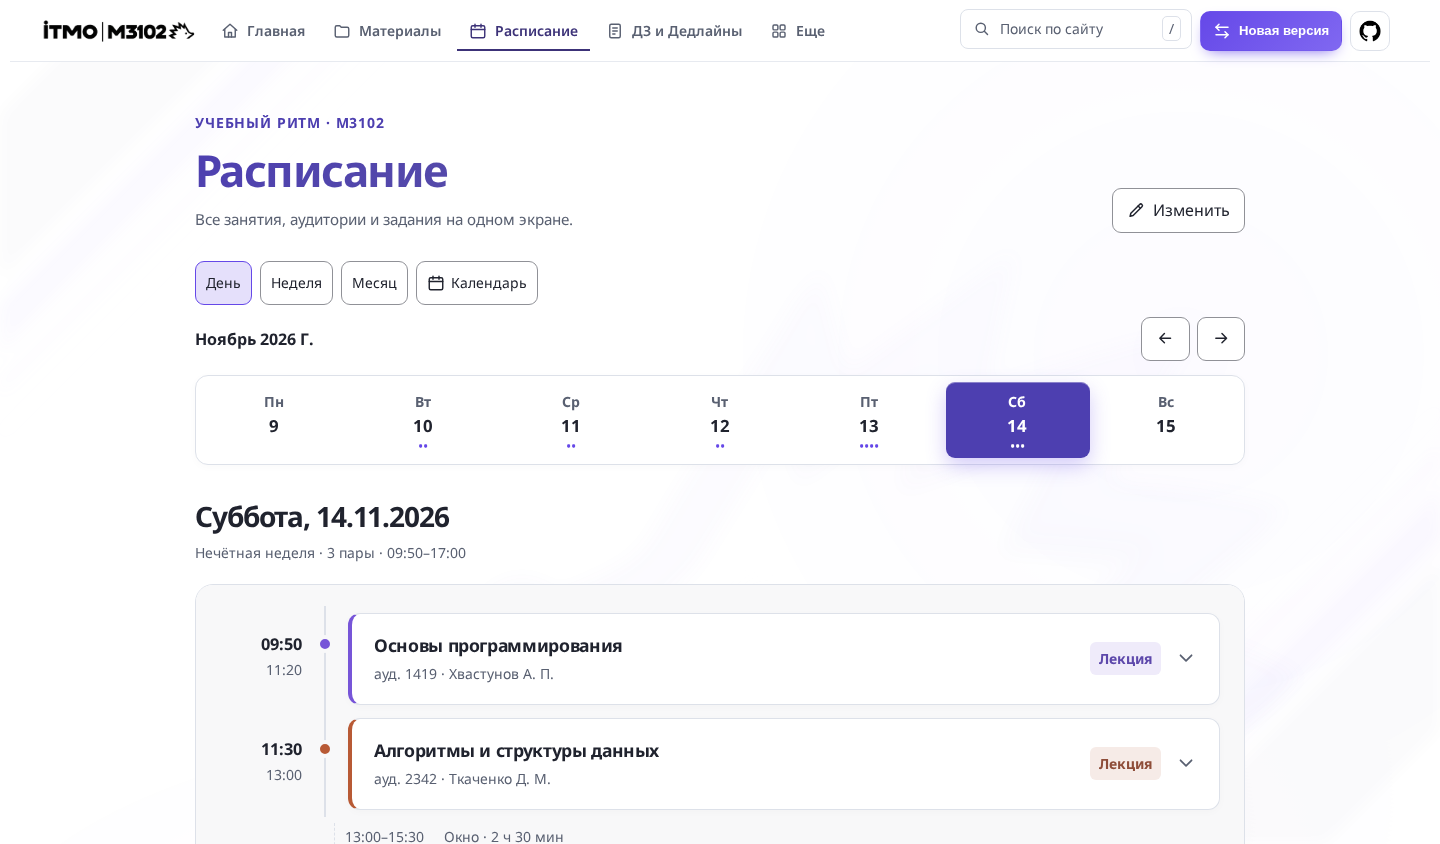 ITMO | M3102
Главная
Материалы
Расписание
ДЗ и Дедлайны
Еще
Поиск по сайту
/
Новая версия
УЧЕБНЫЙ РИТМ · M3102
Расписание
Все занятия, аудитории и задания на одном экране.
Изменить
День
Неделя
Месяц
Календарь
Ноябрь 2026 Г.
Пн
9
Вт
10
Ср
11
Чт
12
Пт
13
Сб
14
Вс
15
Суббота, 14.11.2026
Нечётная неделя · 3 пары · 09:50–17:00
09:50
11:20
Основы программирования
ауд. 1419 · Хвастунов А. П.
Лекция
11:30
13:00
Алгоритмы и структуры данных
ауд. 2342 · Ткаченко Д. М.
Лекция
13:00–15:30 Окно · 2 ч 30 мин